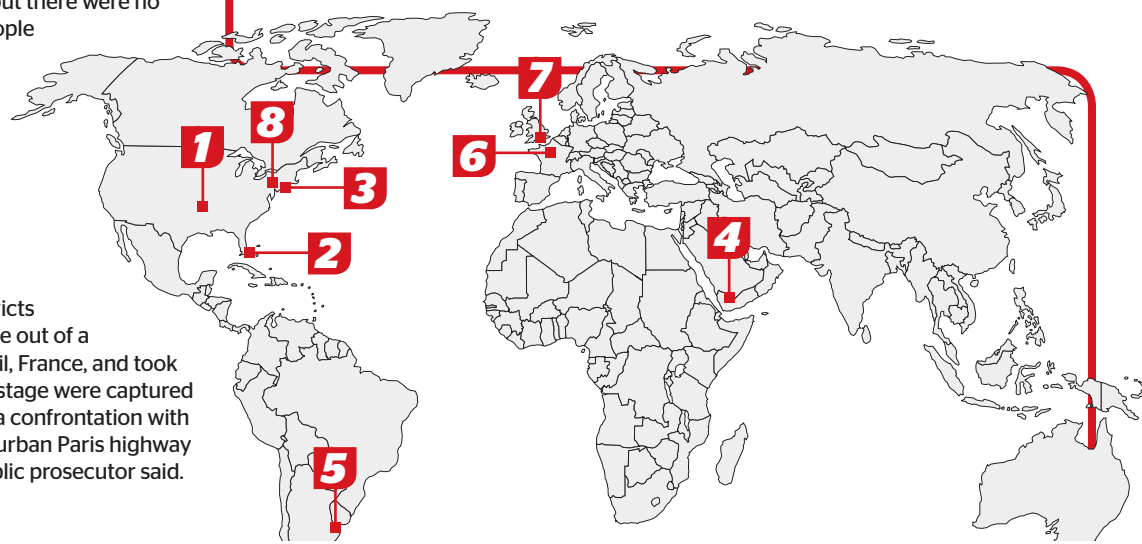 out there were no
ople
7
8
1
6
3
4
2
icts
e out of a
il, France, and took
stage were captured
a confrontation with
urban Paris highway
blic prosecutor said.
5